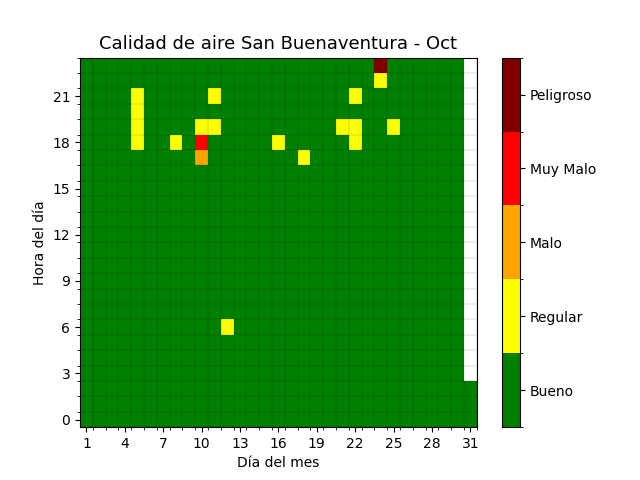 Calidad de aire San Buenaventura - Oct
Hora del día
21
18
15
12
9
6
3
0
1 4 7 10 13 16 19 22 25 28 31
Día del mes
Peligroso
Muy Malo
Malo
Regular
Bueno